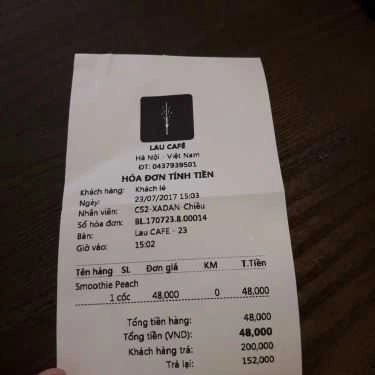 LAU CAFÉ
Hà Nội - Việt Nam
ĐT: 0437939501
HÓA ĐƠN TÍNH TIỀN
Khách hàng: Khách lẻ
Ngày: 23/07/2017 15:03
Nhân viên: CS2-XADAN Chiều
Số hóa đơn: BL.170723.8.00014
Bàn: Lau CAFE - 23
Giờ vào: 15:02
Tên hàng SL Đơn giá KM T.Tiền
Smoothie Peach
1 cốc 48,000 0 48,000
Tổng tiền hàng: 48,000
Tổng tiền (VND): 48,000
Khách hàng trả: 200,000
Trả lại: 152,000